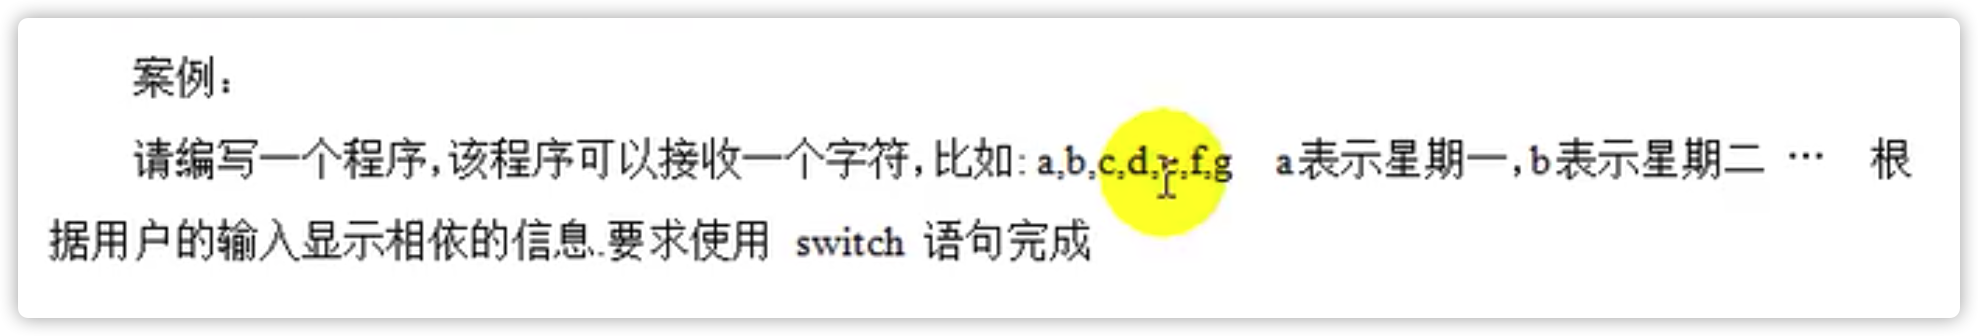 案例：
请编写一个程序,该程序可以接收一个字符,比如: a,b,c,d,e,f,g a表示星期一,b表示星期二 … 根
据用户的输入显示相依的信息.要求使用 switch 语句完成